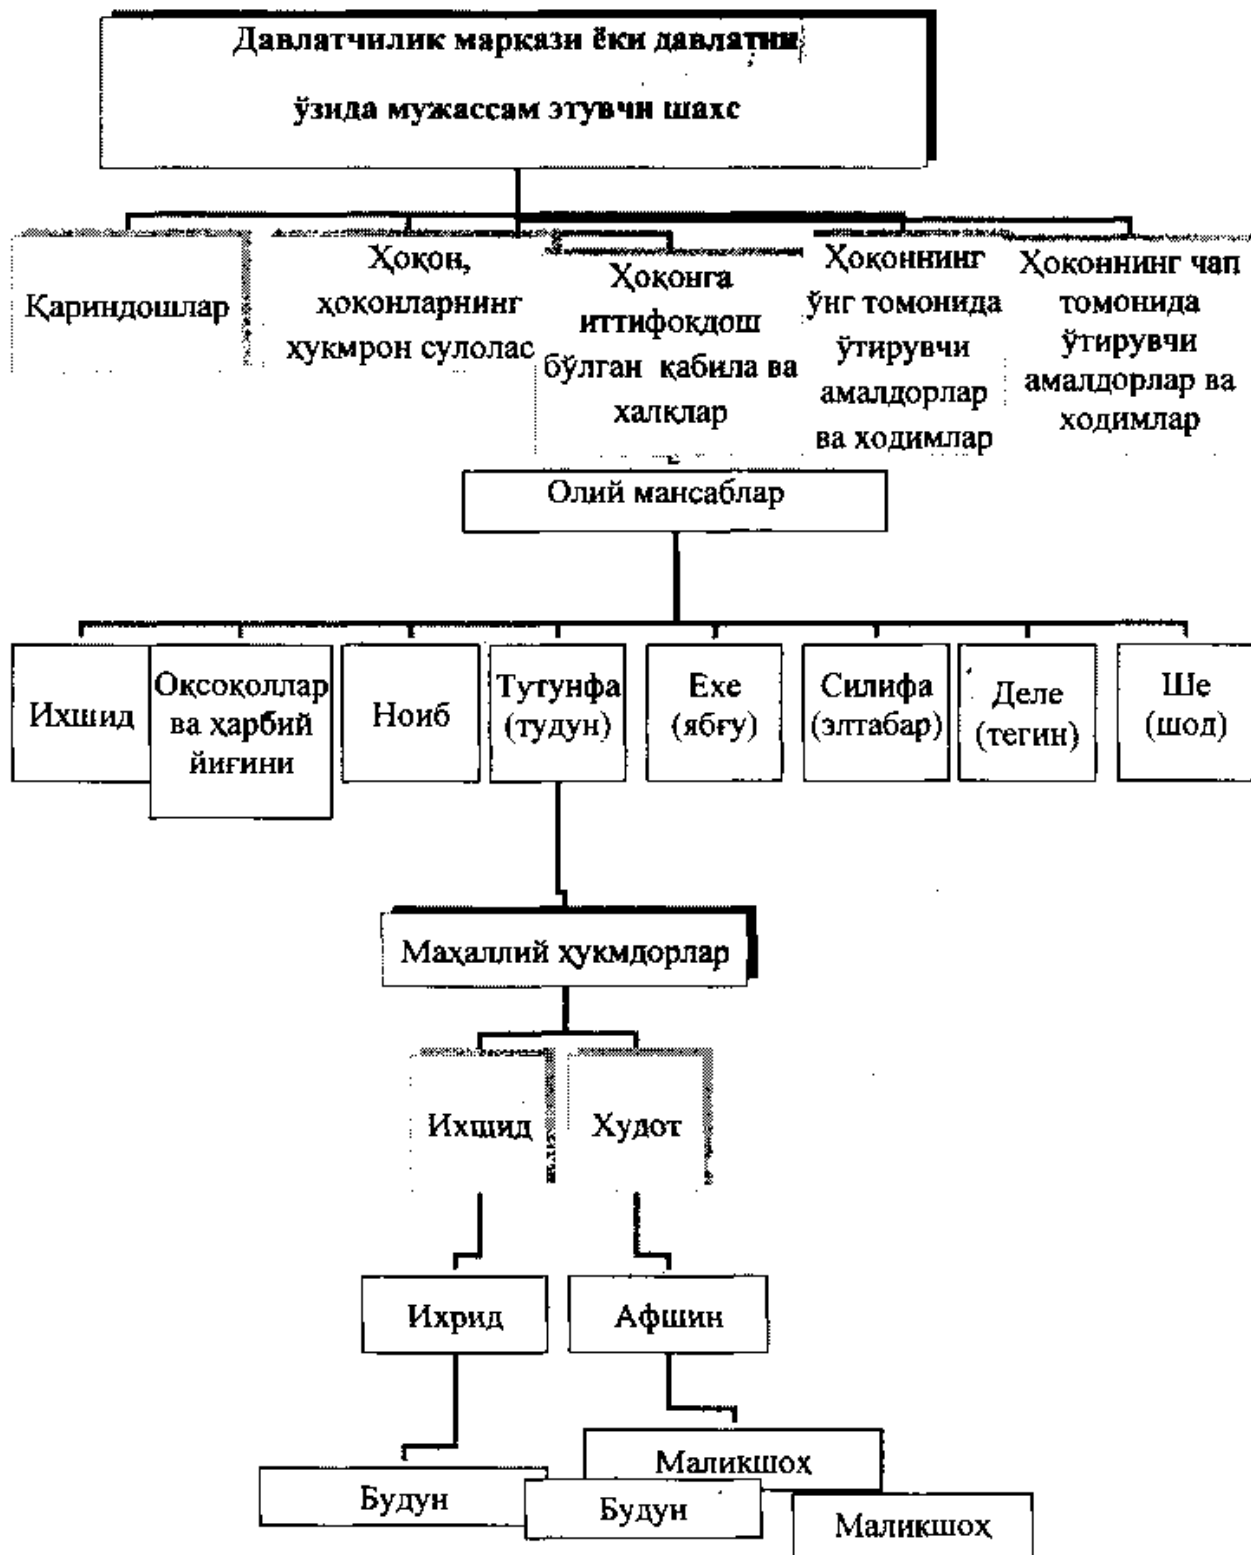 Давлатчилик маркази ёки давлатни
ўзида мужассам этувчи шахс
Қариндошлар
Ҳоқон,
ҳоқонларнинг
ҳукмрон сулолас
Ҳоқонга
иттифоқдош
бўлган қабила ва
халқлар
Ҳоқоннинг
ўнг томонида
ўтирувчи
амалдорлар
ва ходимлар
Ҳоқоннинг чап
томонида
ўтирувчи
амалдорлар ва
ходимлар
Олий мансаблар
Ихшид
Оқсоқоллар
ва ҳарбий
йиғини
Ноиб
Тутунфа
(тудун)
Ехе
(ябғу)
Силифа
(элтабар)
Деле
(тегин)
Ше
(шод)
Маҳаллий ҳукмдорлар
Ихшид
Худот
Ихрид
Афшин
Будун
Маликшоҳ
Будун
Маликшоҳ